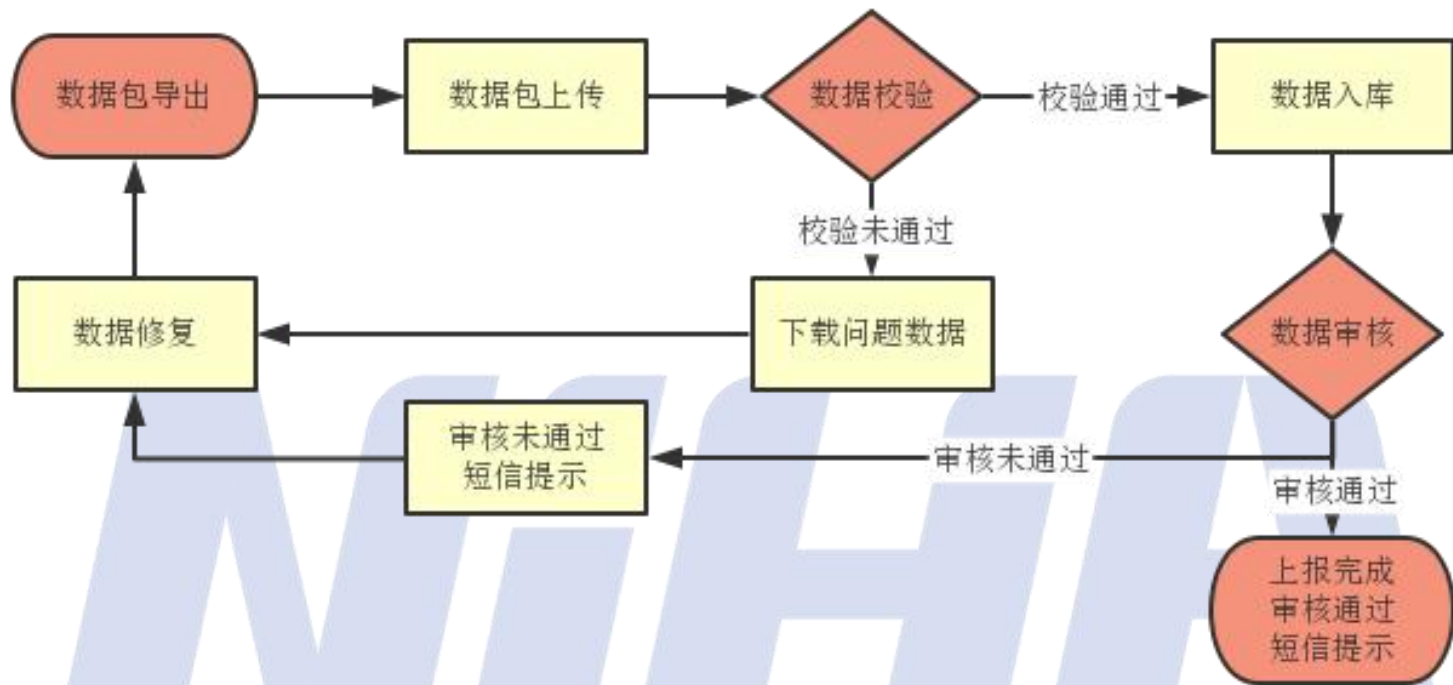 数据包导出
数据包上传
数据校验
校验通过
数据入库
校验未通过
数据修复
下载问题数据
数据审核
审核未通过
短信提示
审核未通过
审核通过
上报完成
审核通过
短信提示
NIHA